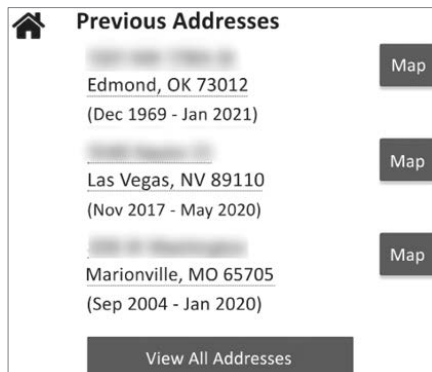 Previous Addresses
Edmond, OK 73012
Map
(Dec 1969 - Jan 2021)
Las Vegas, NV 89110
Map
(Nov 2017 - May 2020)
Marionville, MO 65705
Map
(Sep 2004 - Jan 2020)
View All Addresses